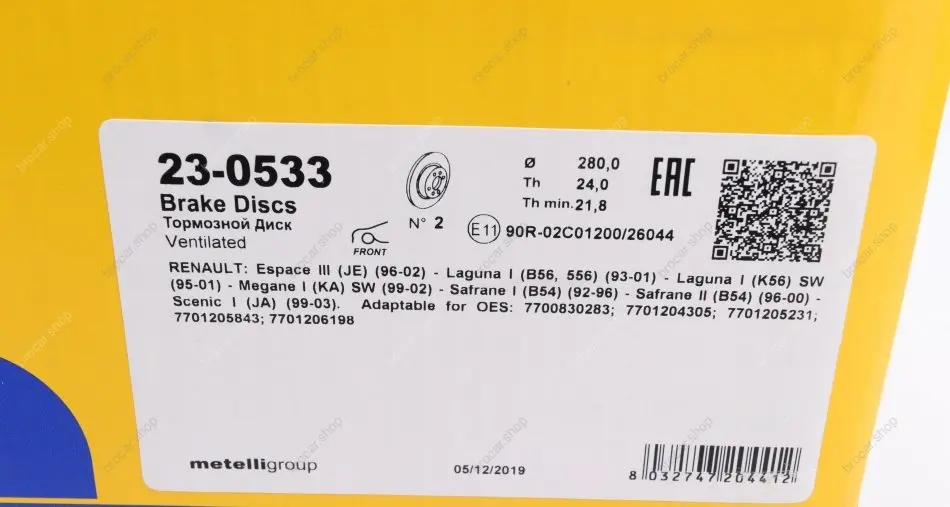 23-0533
Brake Discs
Тормозной Диск
Ventilated
FRONT
N° 2
Ø 280,0
Th 24,0
Th min. 21,8
EAC
E11 90R-02C01200/26044
RENAULT: Espace III (JE) (96-02) - Laguna I (B56, 556) (93-01) - Laguna I (K56) SW
(95-01) - Megane I (KA) SW (99-02) - Safrane I (B54) (92-96) - Safrane II (B54) (96-00) -
Scenic I (JA) (99-03). Adaptable for OES: 7700830283; 7701204305; 7701205231;
7701205843; 7701206198
metelligroup
05/12/2019
8 032747 204412
brocar.shop